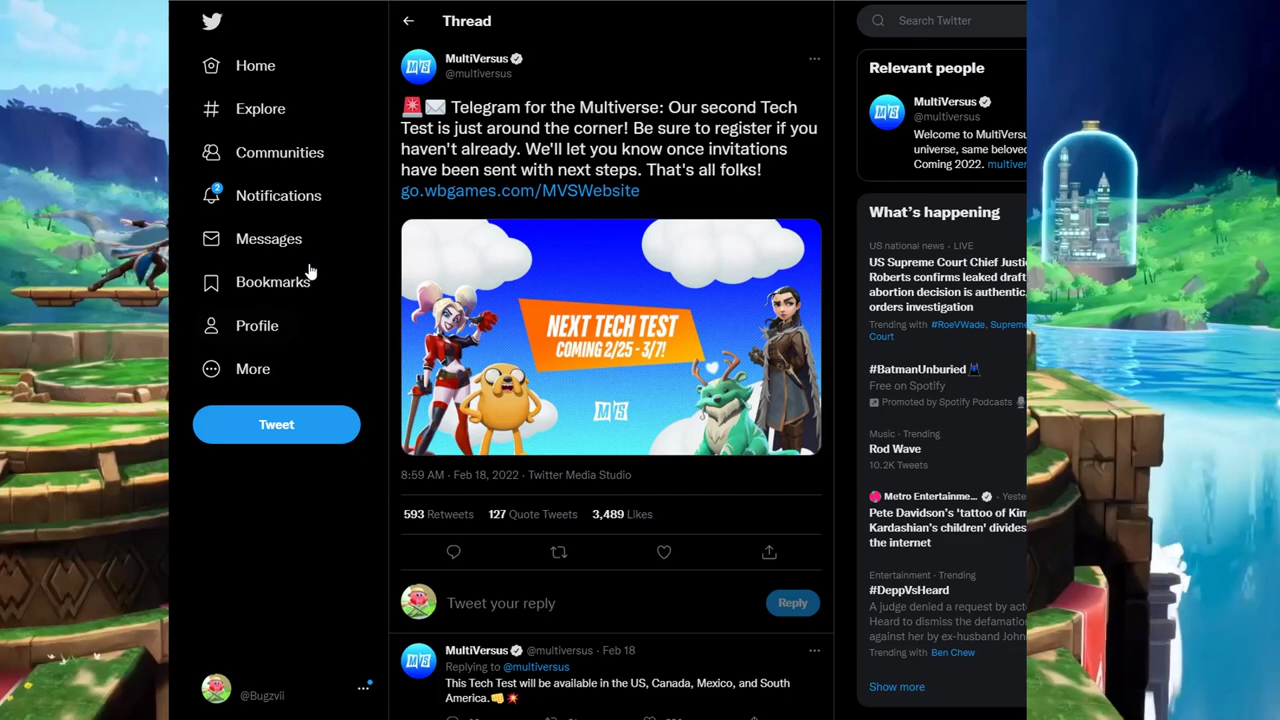 Home
Explore
Communities
2
Notifications
Messages
Bookmarks
Profile
More
Tweet
@Bugzvii
Thread
MultiVersus
@multiversus
Telegram for the Multiverse: Our second Tech
Test is just around the corner! Be sure to register if you
haven't already. We'll let you know once invitations
have been sent with next steps. That's all folks!
go.wbgames.com/MVSWebsite
NEXT TECH TEST
COMING 2/25 - 3/7!
MVS
8:59 AM · Feb 18, 2022 · Twitter Media Studio
593 Retweets 127 Quote Tweets 3,489 Likes
Tweet your reply
Reply
MultiVersus @multiversus · Feb 18
Replying to @multiversus
This Tech Test will be available in the US, Canada, Mexico, and South
America.
Search Twitter
Relevant people
MultiVersus
@multiversus
Welcome to MultiVersu
universe, same beloved
Coming 2022. multiver
What's happening
US national news · LIVE
US Supreme Court Chief Justi
Roberts confirms leaked draft
abortion decision is authentic,
orders investigation
Trending with #RoeVWade, Supreme
Court
#BatmanUnburied
Free on Spotify
Promoted by Spotify Podcasts
Music · Trending
Rod Wave
10.2K Tweets
Metro Entertainme... · Yeste
Pete Davidson's 'tattoo of Kim
Kardashian's children' divides
the internet
Entertainment · Trending
#DeppVsHeard
A judge denied a request by acto
Heard to dismiss the defamation
against her by ex-husband John
Trending with Ben Chew
Show more